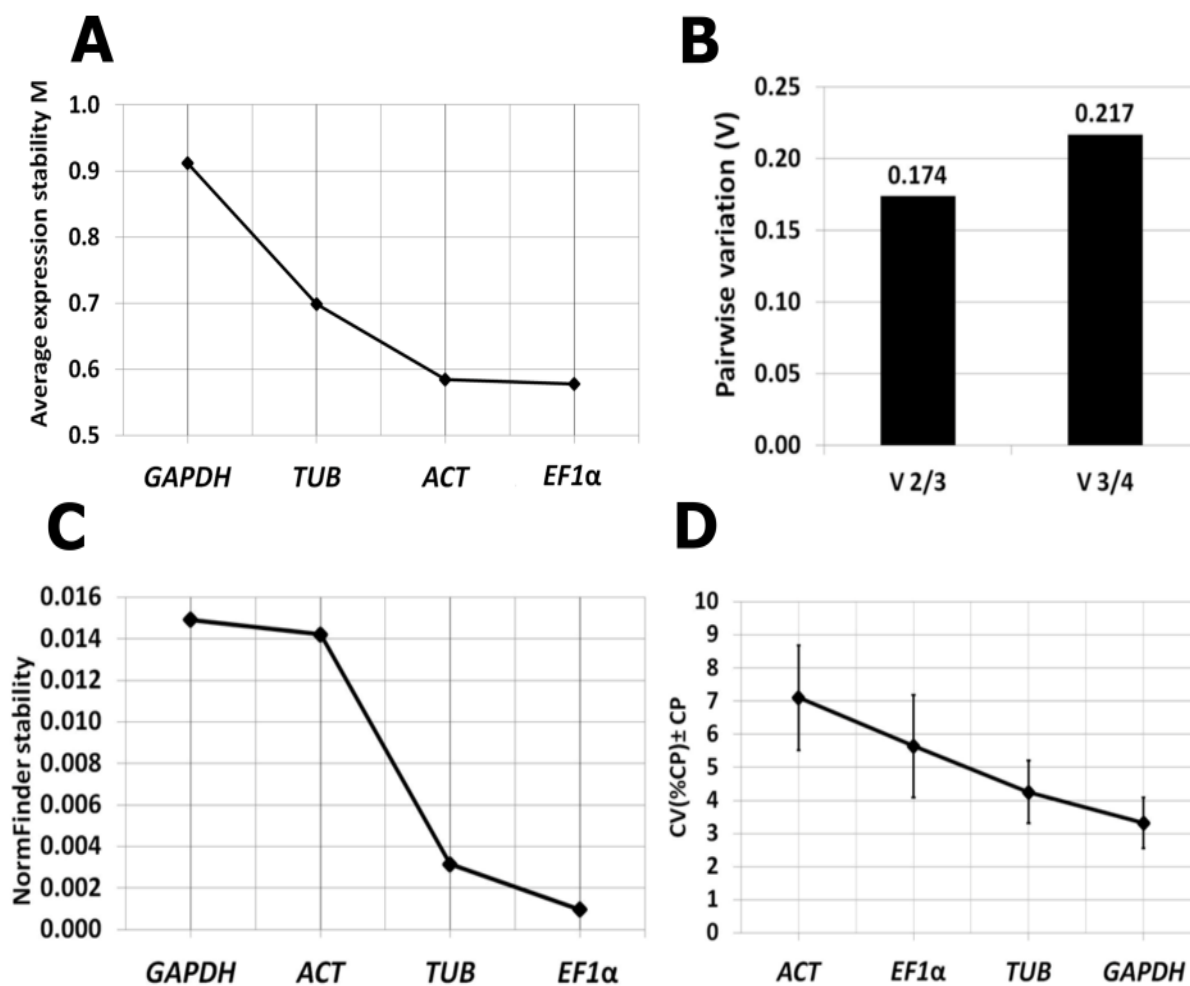 A
Average expression stability M
1.0
0.9
0.8
0.7
0.6
0.5
GAPDH TUB ACT EF1α
B
Pairwise variation (V)
0.25
0.20
0.15
0.10
0.05
0.00
0.174
0.217
V 2/3 V 3/4
C
NormFinder stability
0.016
0.014
0.012
0.010
0.008
0.006
0.004
0.002
0.000
GAPDH ACT TUB EF1α
D
CV(%CP)± CP
10
9
8
7
6
5
4
3
2
1
0
ACT EF1α TUB GAPDH